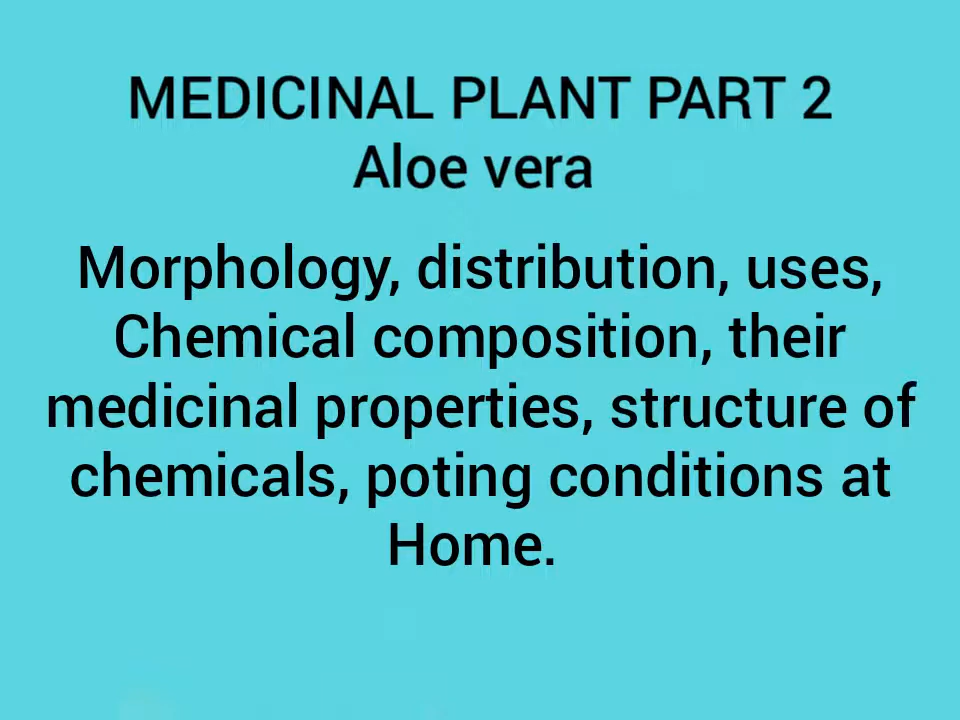 MEDICINAL PLANT PART 2
Aloe vera
Morphology, distribution, uses,
Chemical composition, their
medicinal properties, structure of
chemicals, poting conditions at
Home.